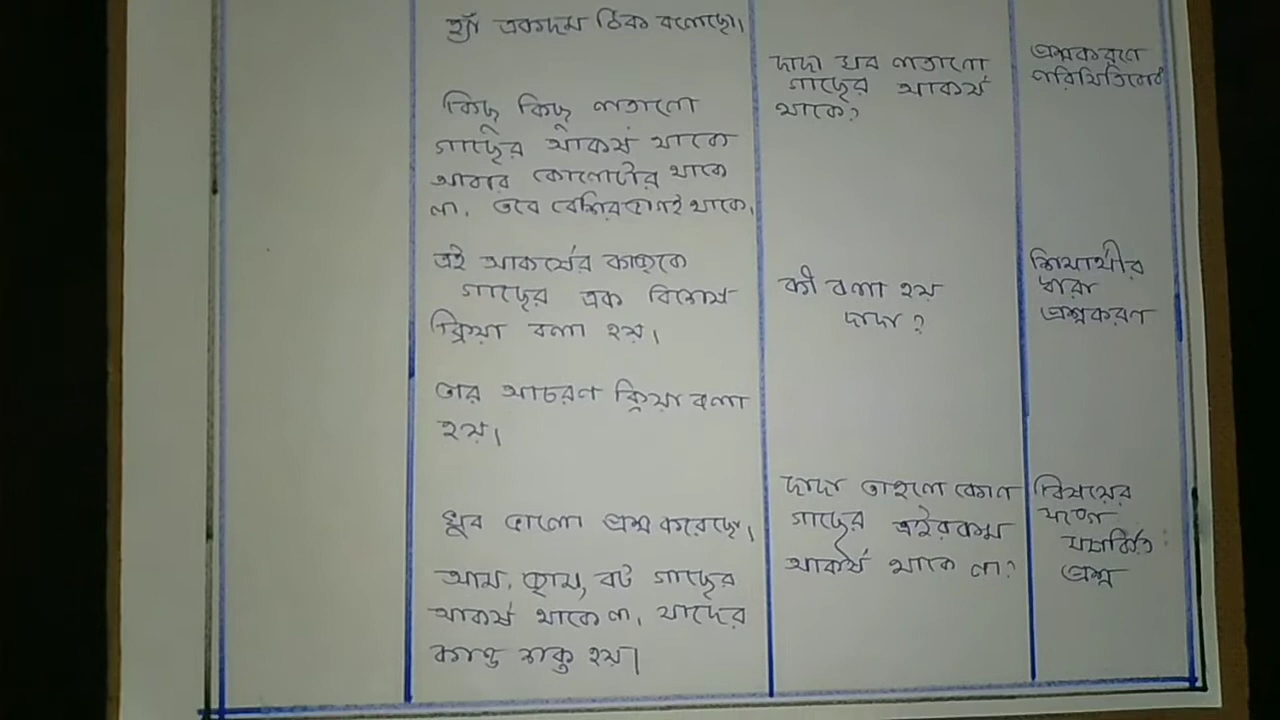 হ্যাঁ একদম ঠিক বলেছো।
কিছু কিছু লতানো
গাছের আকর্ষ থাকে
আবার কোনোটার থাকে
না. তবে বেশিরভাগই থাকে.
এই আকর্ষের কাজকে
গাছের এক বিশেষ
ক্রিয়া বলা হয়।
তার আচরণ ক্রিয়া বলা
হয়।
খুব ভালো প্রশ্ন করেছো।
আম, জাম, বট গাছের
আকর্ষ থাকে না. যাদের
কান্ড শক্ত হয়।
দাদা সব লতানো
গাছের আকর্ষ
থাকে?
কী বলা হয়
দাদা?
দাদা তাহলে কোন
গাছের এইরকম
আকর্ষ থাকে না?
প্রশ্নকরণে
শিক্ষার্থীর
দ্বারা
প্রশ্নকরণ
বিষয়ের
সঙ্গে
সম্পর্কিত
প্রশ্ন